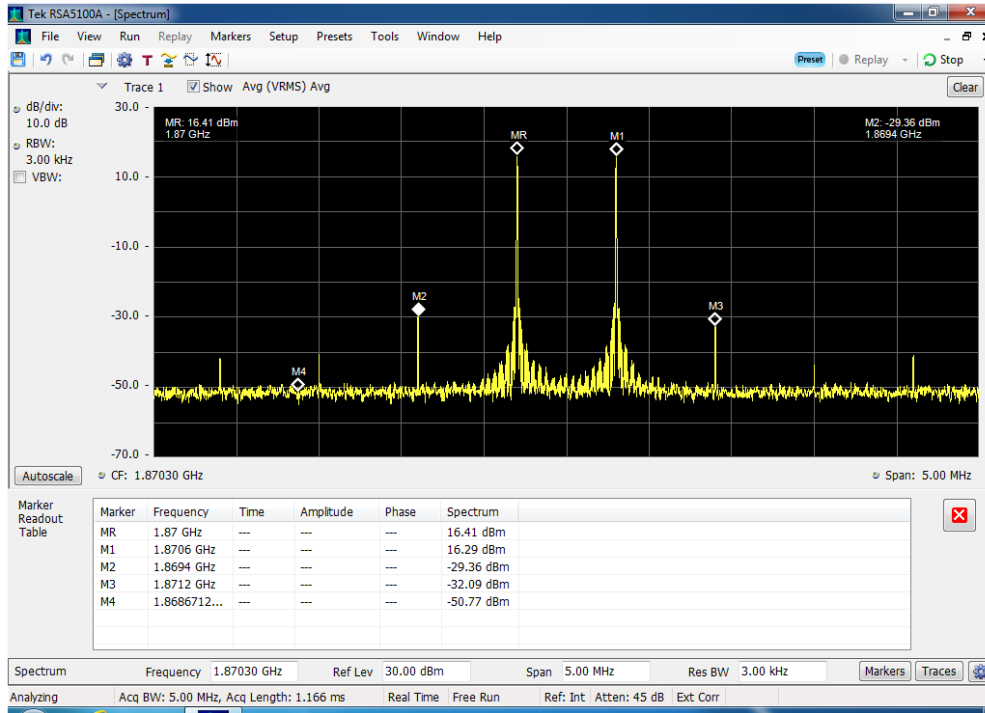 Tek RSA5100A - [Spectrum]
File View Run Replay Markers Setup Presets Tools Window Help
Preset Replay Stop
Trace 1 Show Avg (VRMS) Avg Clear
dB/div:
10.0 dB
RBW:
3.00 kHz
VBW:
30.0
10.0
-10.0
-30.0
-50.0
-70.0
MR: 16.41 dBm
1.87 GHz
M2: -29.36 dBm
1.8694 GHz
MR
M1
M2
M3
M4
Autoscale CF: 1.87030 GHz Span: 5.00 MHz
Marker
Readout
Table
Marker Frequency Time Amplitude Phase Spectrum
MR 1.87 GHz --- --- --- 16.41 dBm
M1 1.8706 GHz --- --- --- 16.29 dBm
M2 1.8694 GHz --- --- --- -29.36 dBm
M3 1.8712 GHz --- --- --- -32.09 dBm
M4 1.8686712... --- --- --- -50.77 dBm
Spectrum Frequency 1.87030 GHz Ref Lev 30.00 dBm Span 5.00 MHz Res BW 3.00 kHz Markers Traces
Analyzing Acq BW: 5.00 MHz, Acq Length: 1.166 ms Real Time Free Run Ref: Int Atten: 45 dB Ext Corr